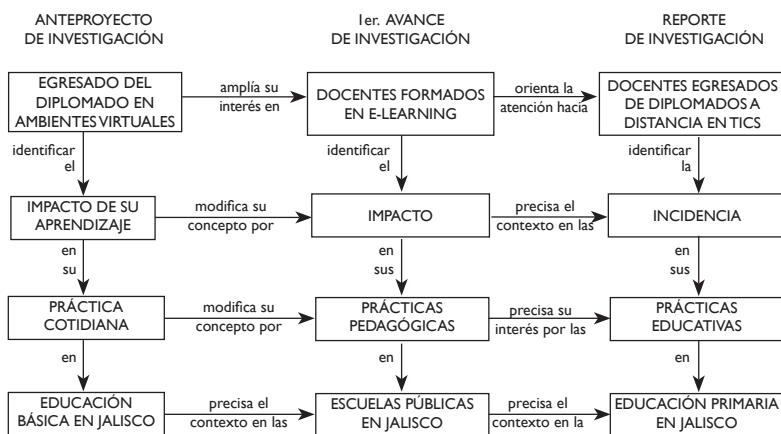 ANTEPROYECTO
DE INVESTIGACIÓN
1er. AVANCE
DE INVESTIGACIÓN
REPORTE
DE INVESTIGACIÓN
EGRESADO DEL
DIPLOMADO EN
AMBIENTES VIRTUALES
amplía su
interés en
DOCENTES FORMADOS
EN E-LEARNING
orienta la
atención hacia
DOCENTES EGRESADOS
DE DIPLOMADOS A
DISTANCIA EN TICS
identificar
el
identificar
el
identificar
la
IMPACTO DE SU
APRENDIZAJE
modifica su
concepto por
IMPACTO
precisa el
contexto en las
INCIDENCIA
en
su
en
sus
en
sus
PRÁCTICA
COTIDIANA
modifica su
concepto por
PRÁCTICAS
PEDAGÓGICAS
precisa su
interés por las
PRÁCTICAS
EDUCATIVAS
en
en
en
EDUCACIÓN
BÁSICA EN JALISCO
precisa el
contexto en las
ESCUELAS PÚBLICAS
EN JALISCO
precisa el
contexto en la
EDUCACIÓN PRIMARIA
EN JALISCO